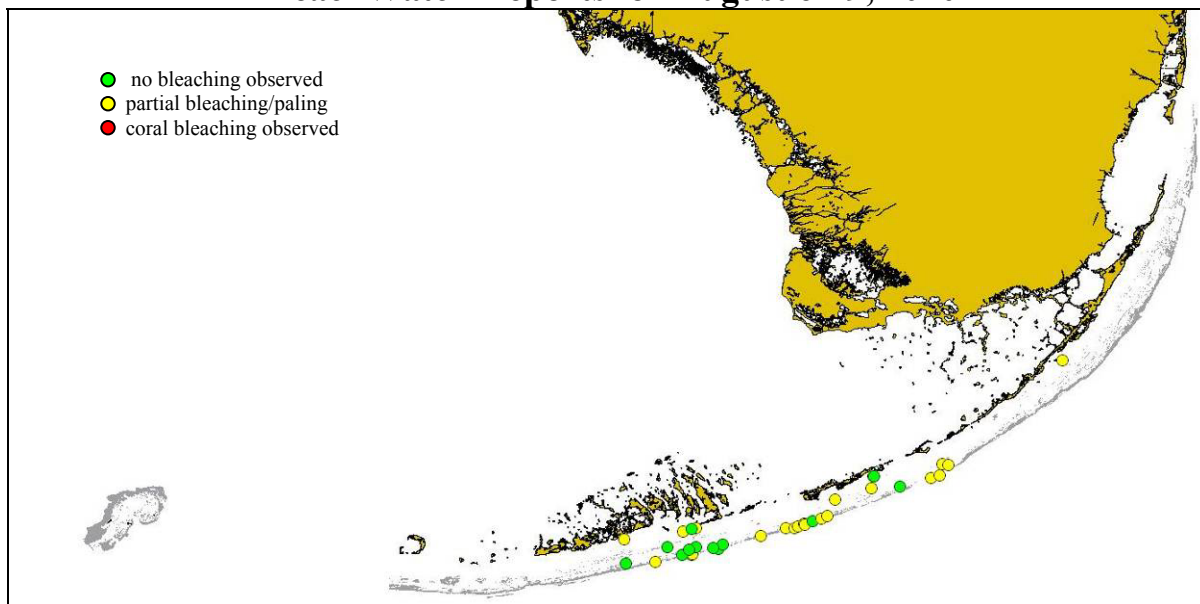 no bleaching observed
partial bleaching/paling
coral bleaching observed